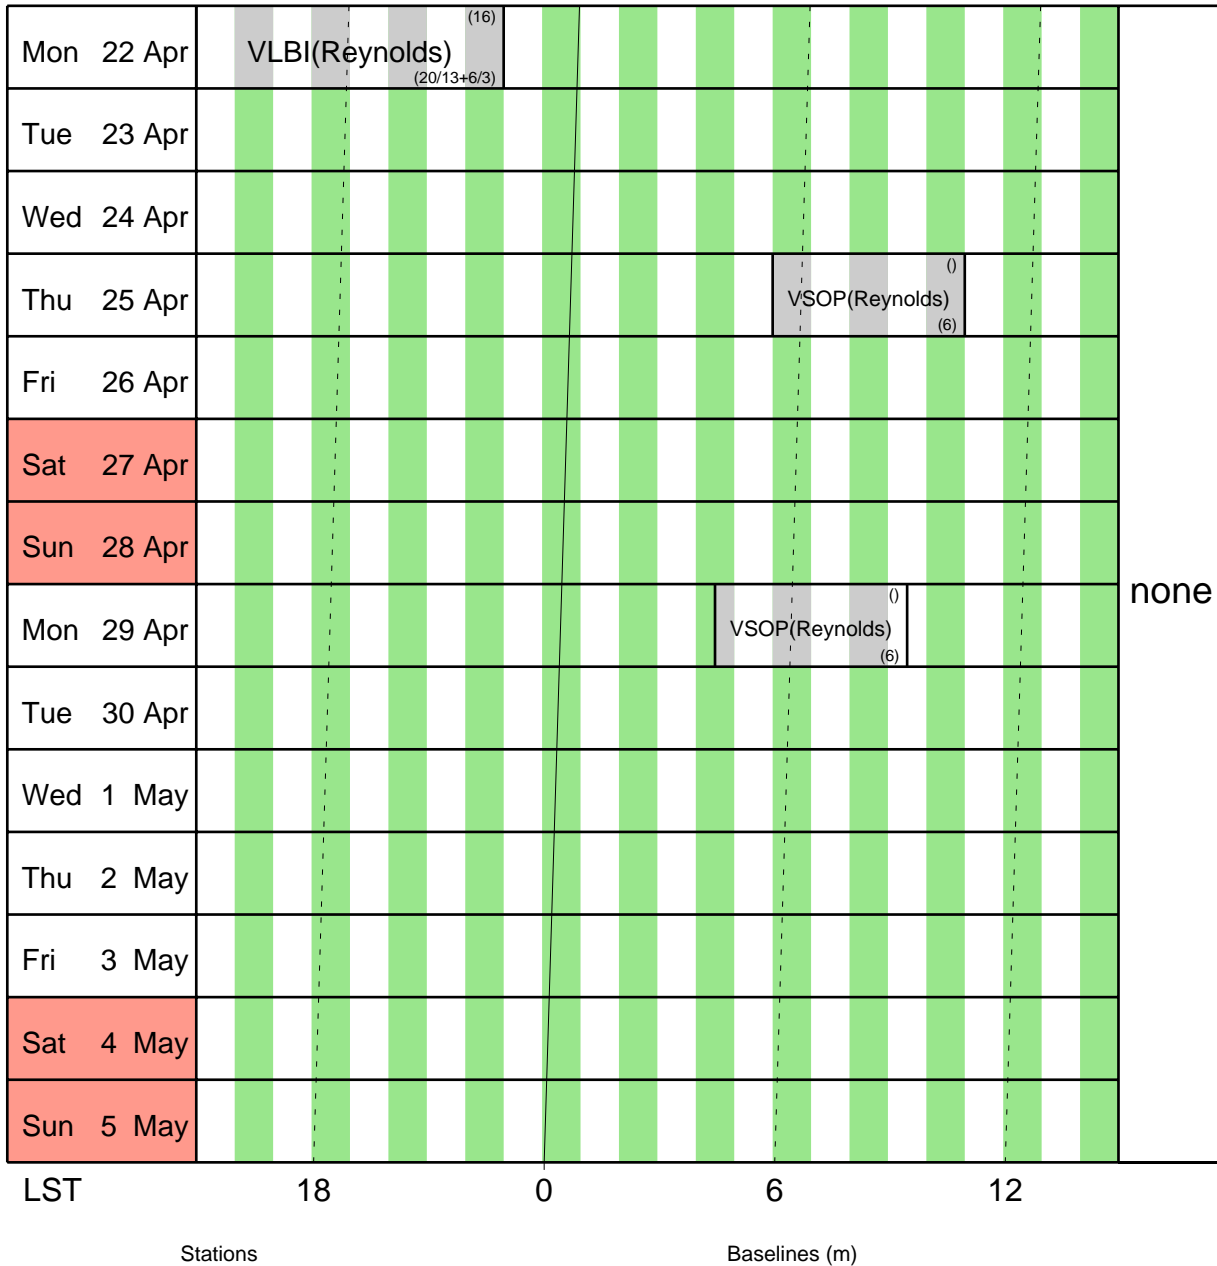 Mon 22 Apr
(16)
VLBI(Reynolds)
(20/13+6/3)
Tue 23 Apr
Wed 24 Apr
Thu 25 Apr
()
VSOP(Reynolds)
(6)
Fri 26 Apr
Sat 27 Apr
Sun 28 Apr
none
Mon 29 Apr
()
VSOP(Reynolds)
(6)
Tue 30 Apr
Wed 1 May
Thu 2 May
Fri 3 May
Sat 4 May
Sun 5 May
LST 18 0 6 12
Stations Baselines (m)